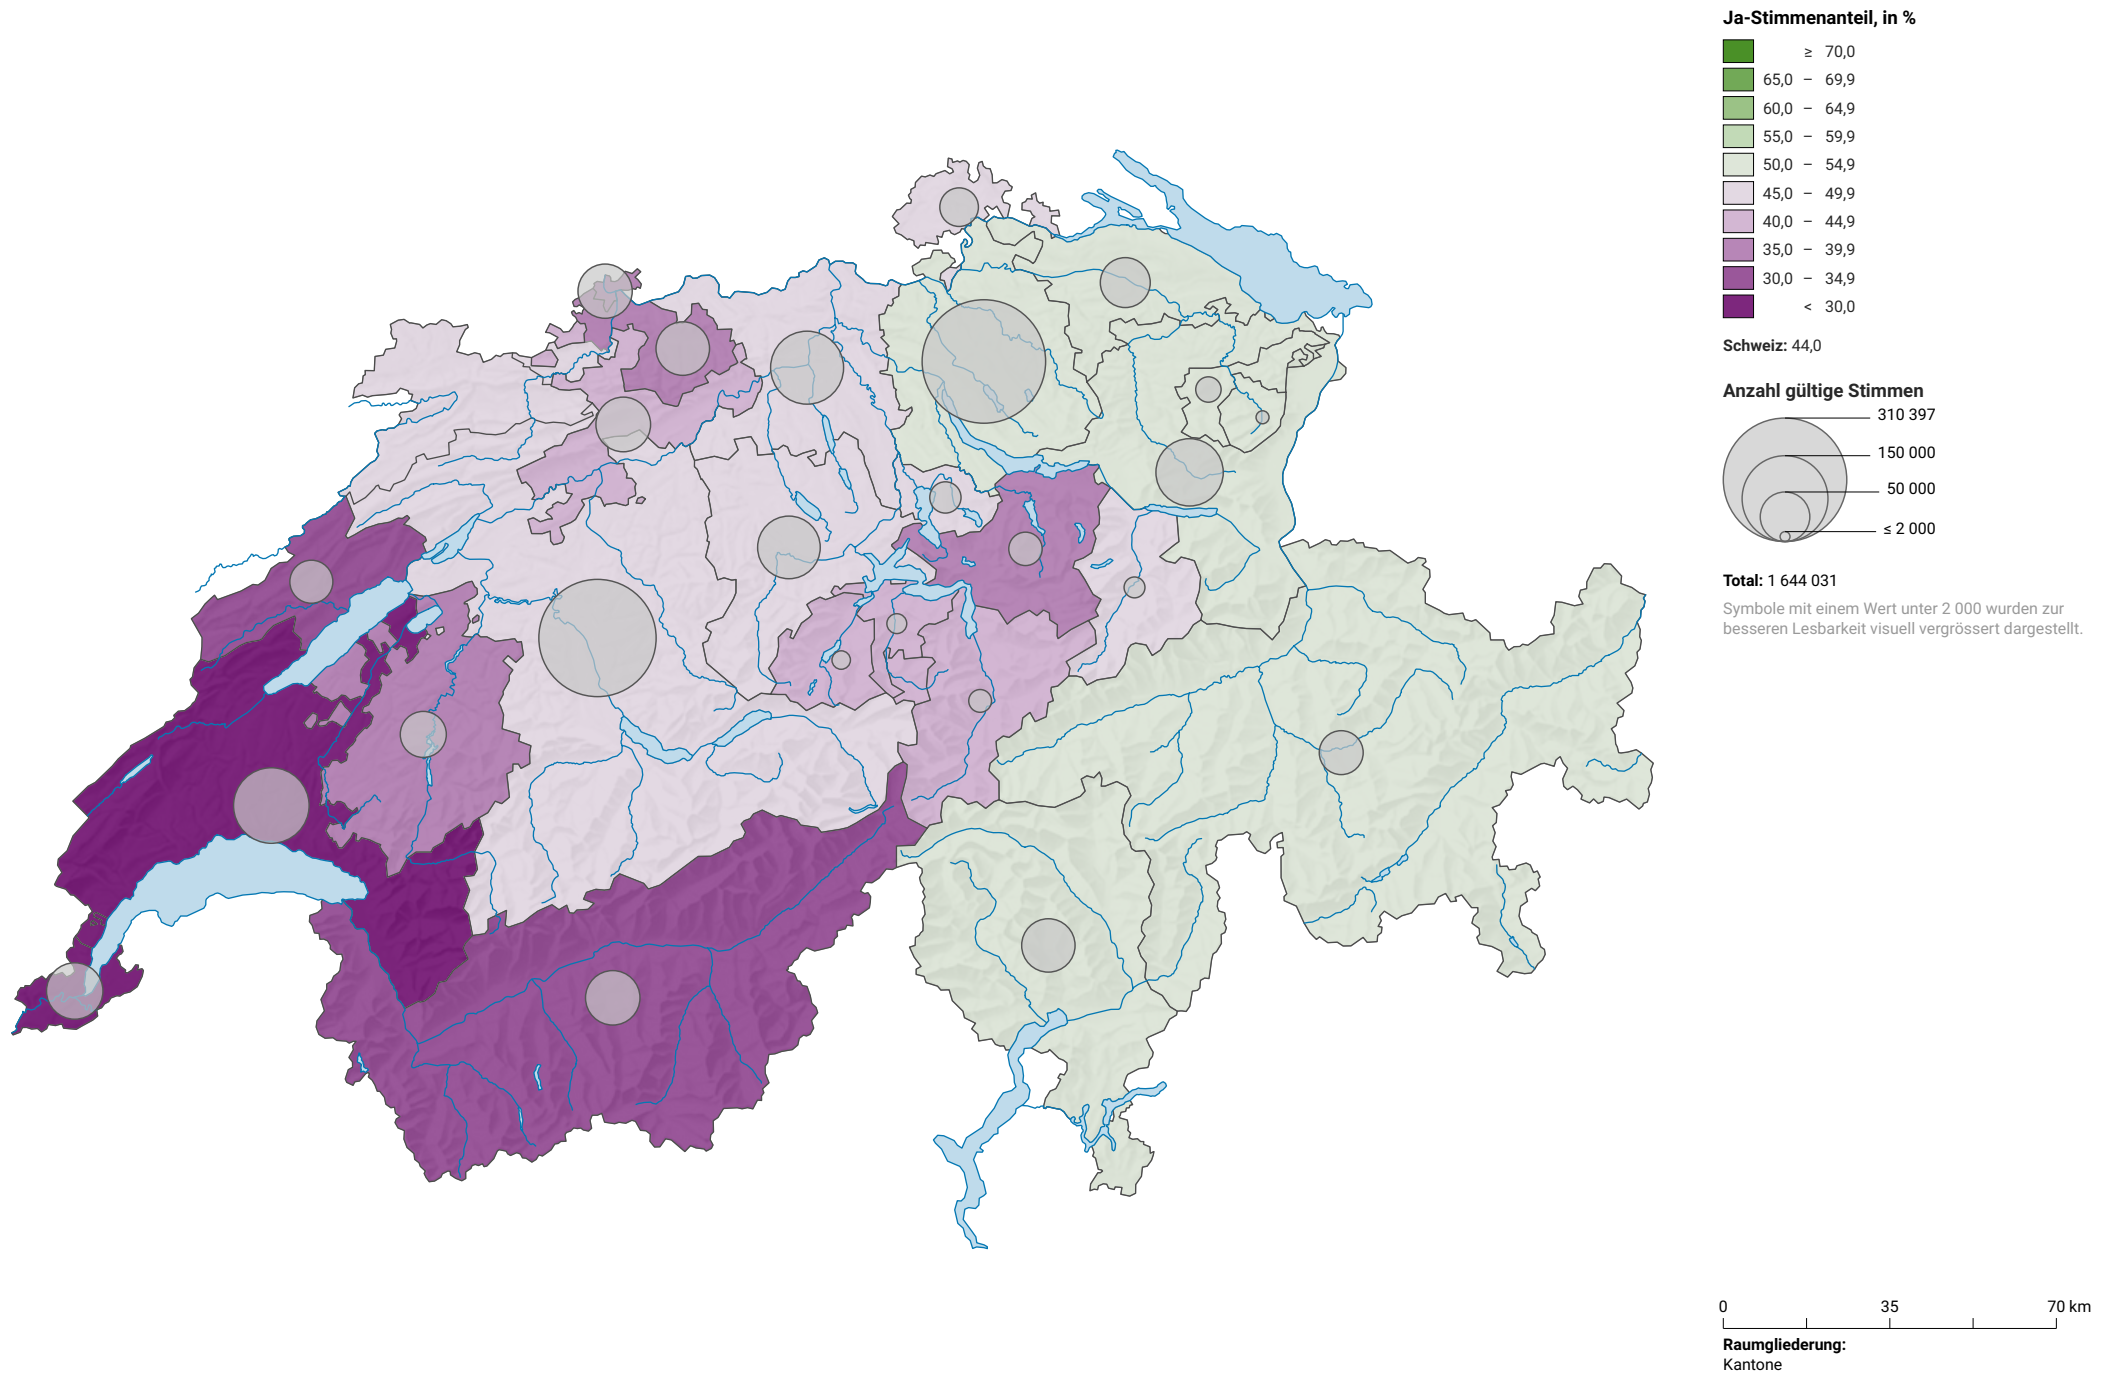 Ja-Stimmenanteil, in %
≥ 70,0
65,0 – 69,9
60,0 – 64,9
55,0 – 59,9
50,0 – 54,9
45,0 – 49,9
40,0 – 44,9
35,0 – 39,9
30,0 – 34,9
< 30,0
Schweiz: 44,0
Anzahl gültige Stimmen
310 397
150 000
50 000
≤ 2 000
Total: 1 644 031
Symbole mit einem Wert unter 2 000 wurden zur
besseren Lesbarkeit visuell vergrössert dargestellt.
0 35 70 km
Raumgliederung:
Kantone